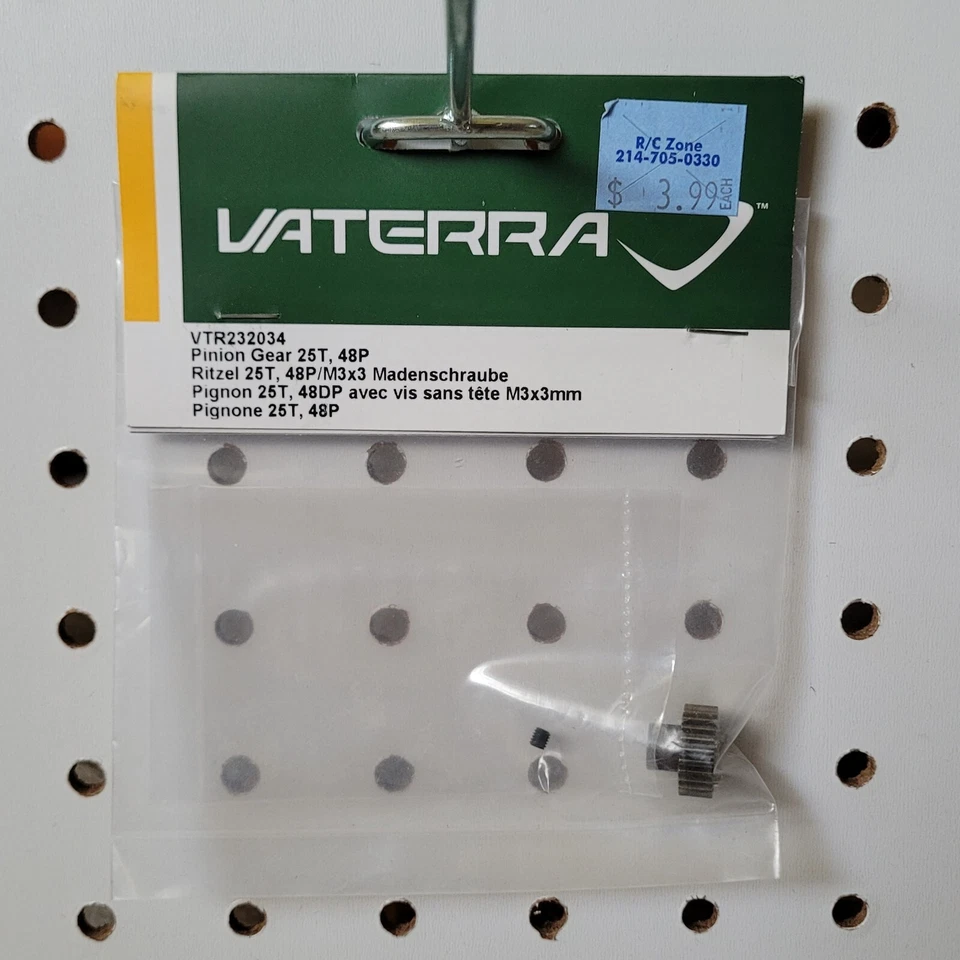 R/C Zone
214-705-0330
$ 3.99 EACH
VATERRA ™
VTR232034
Pinion Gear 25T, 48P
Ritzel 25T, 48P/M3x3 Madenschraube
Pignon 25T, 48DP avec vis sans tête M3x3mm
Pignone 25T, 48P